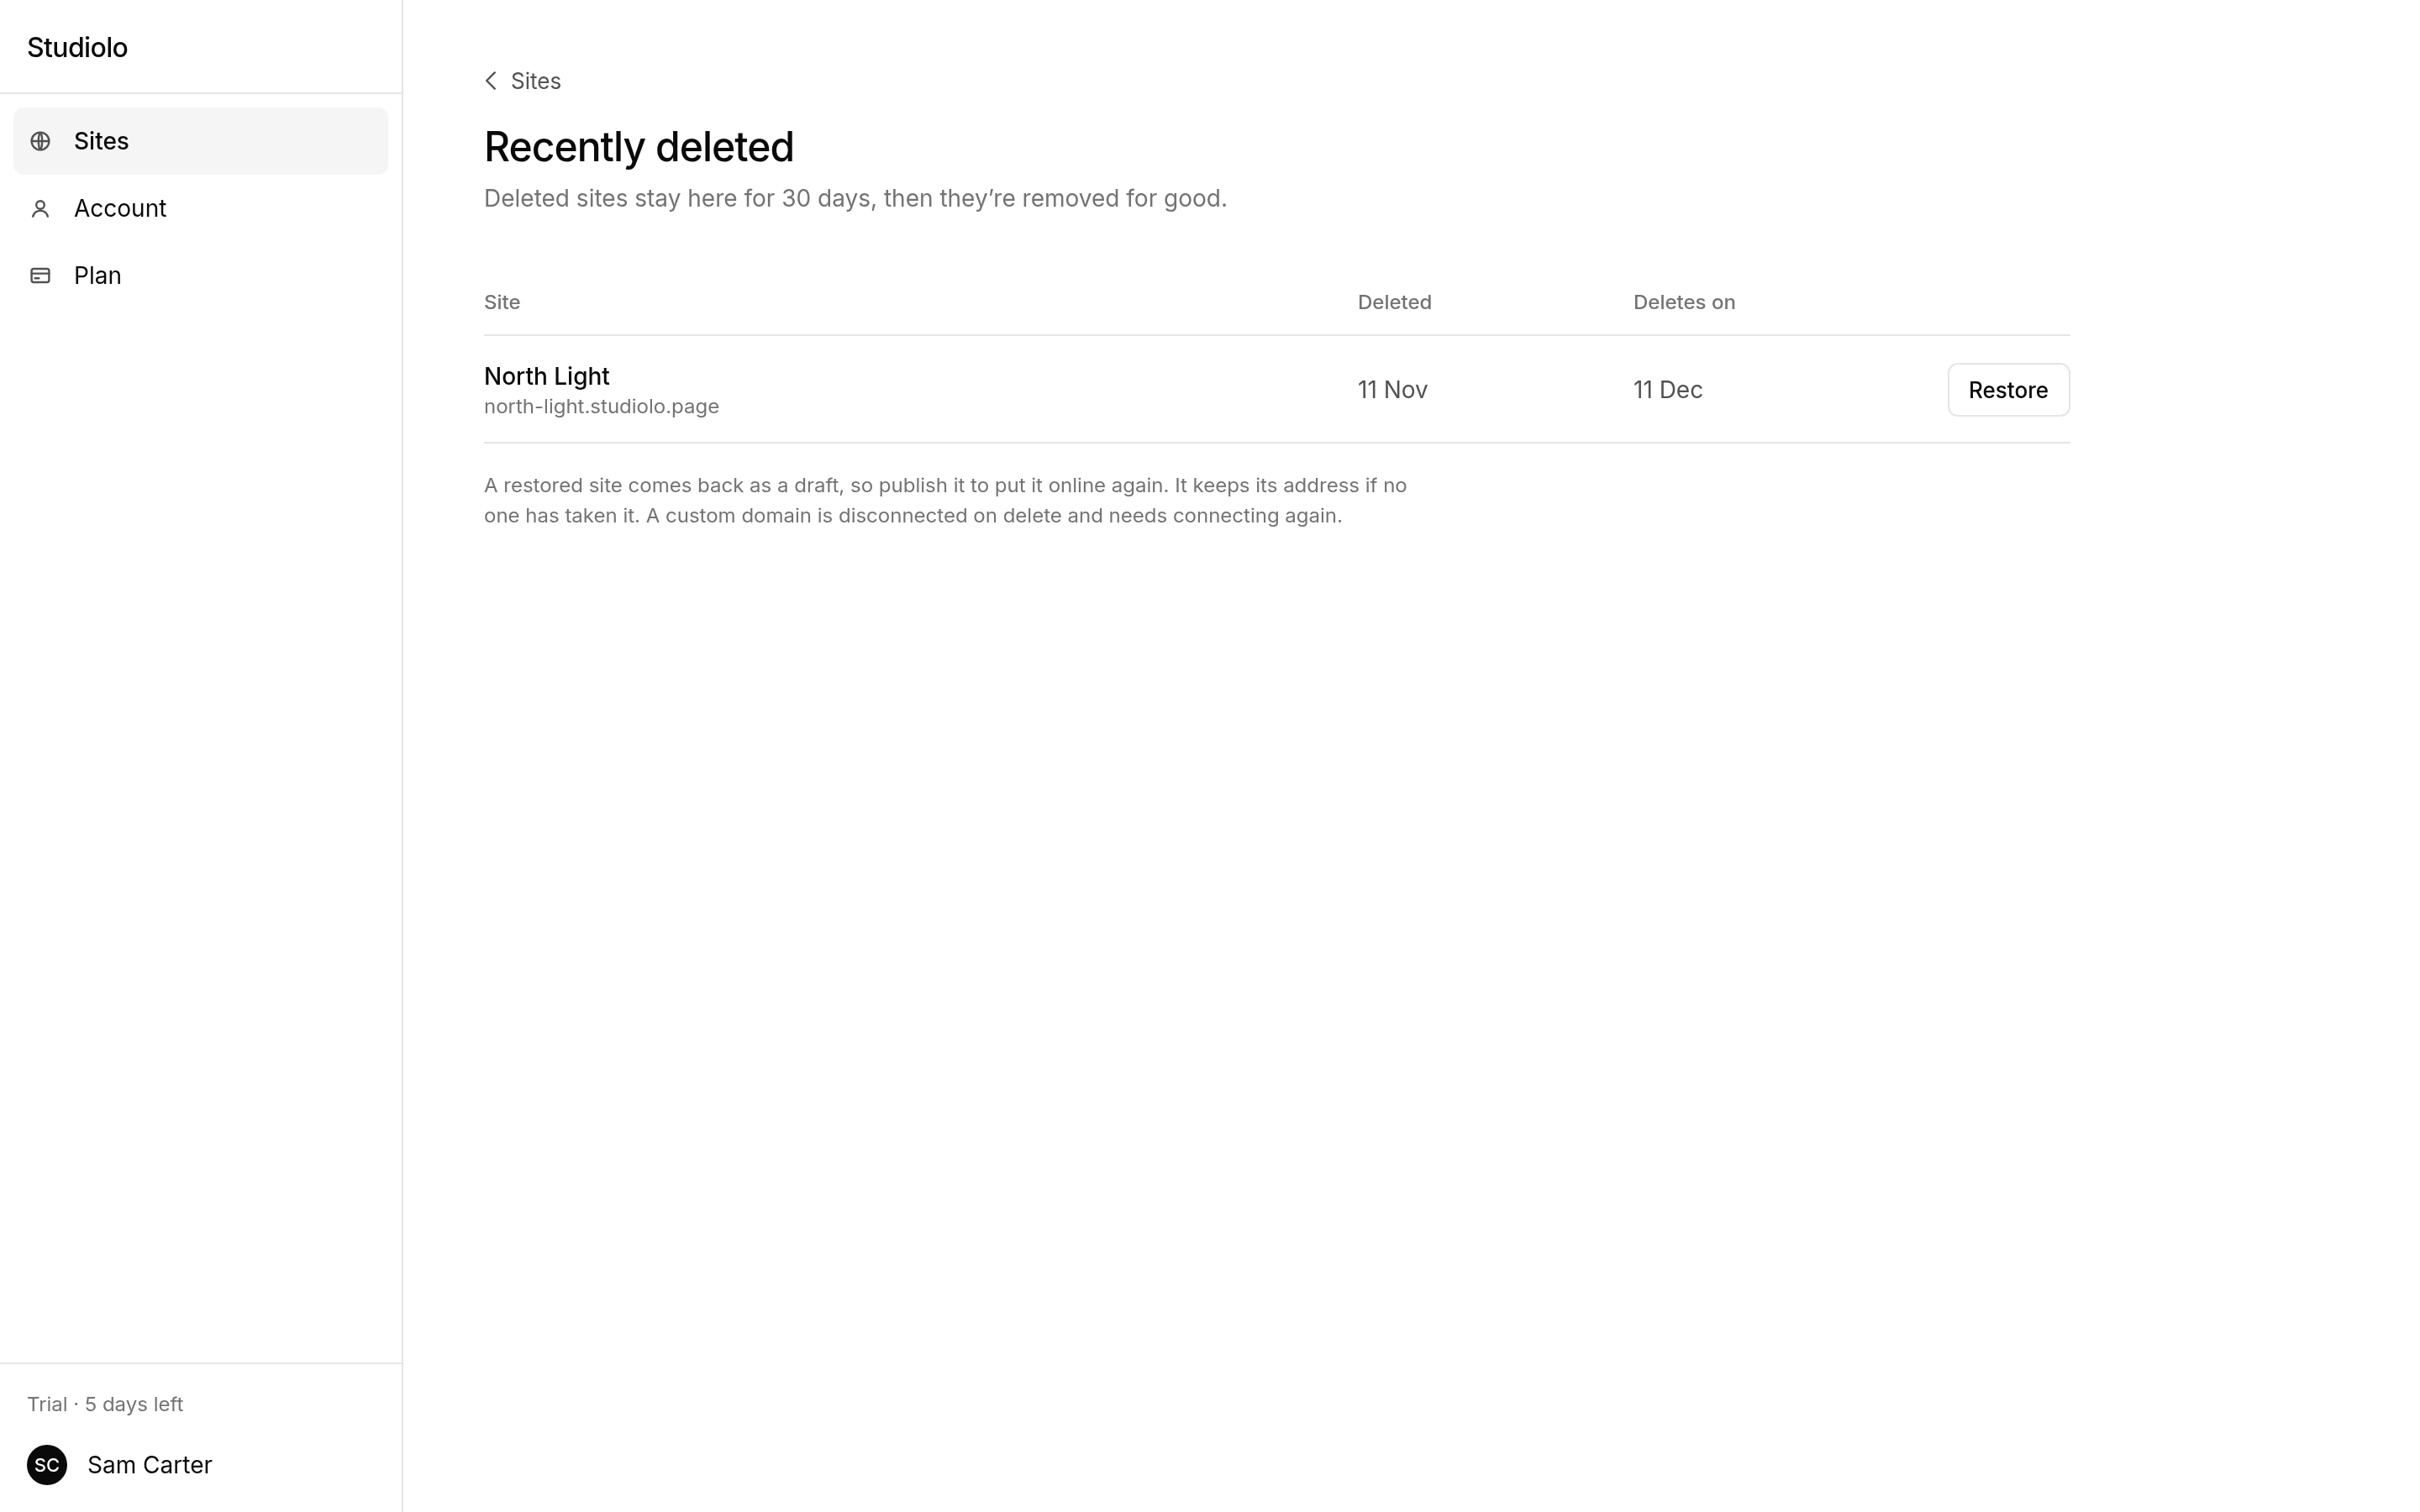 Studiolo
Sites
Account
Plan
Trial · 5 days left
SC
Sam Carter
Sites
Recently deleted
Deleted sites stay here for 30 days, then they’re removed for good.
Site Deleted Deletes on
North Light
north-light.studiolo.page
11 Nov 11 Dec Restore
A restored site comes back as a draft, so publish it to put it online again. It keeps its address if no
one has taken it. A custom domain is disconnected on delete and needs connecting again.